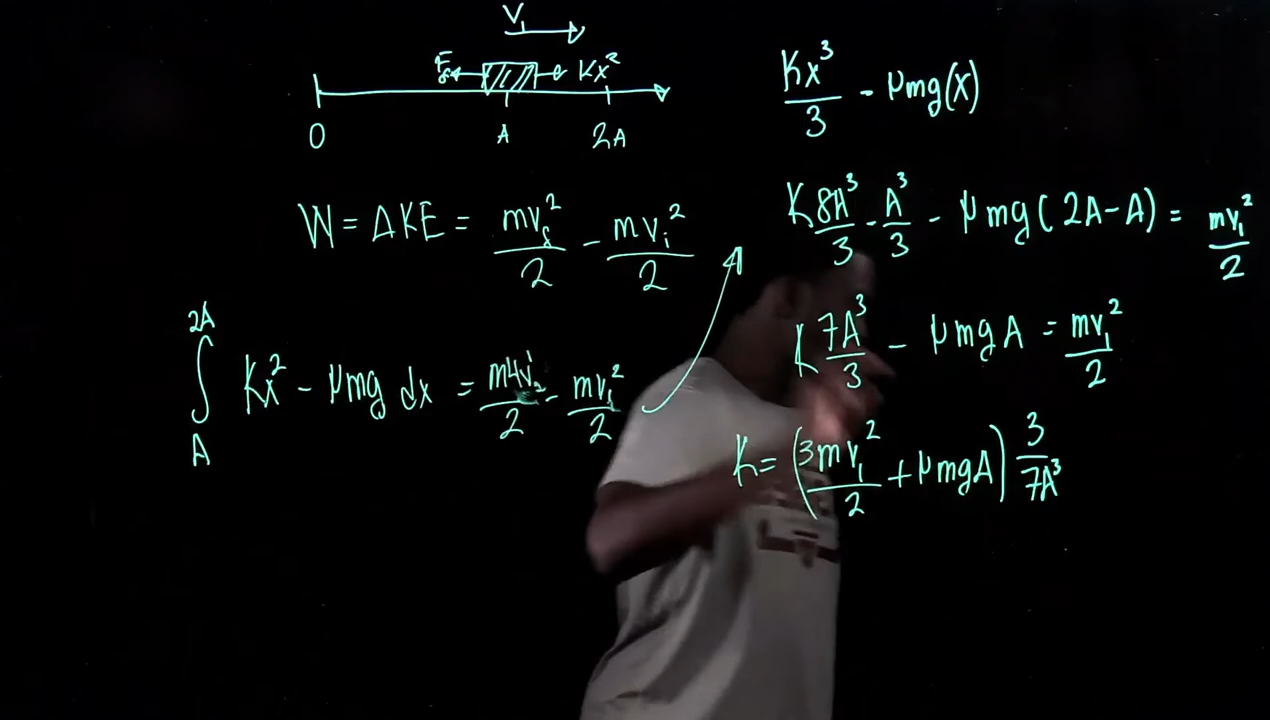 V₁
F_f Kx²
0 A 2A
W = ΔKE = mv_f²/2 - mv_i²/2
∫_A^{2A} Kx² - μmg dx = m4v₁²/2 - mv₁²/2
Kx³/3 - μmg(x)
K 8A³/3 - A³/3 - μmg(2A-A) = mv₁²/2
K 7A³/3 - μmgA = mv₁²/2
K = (3mv₁²/2 + μmgA) 3/7A³